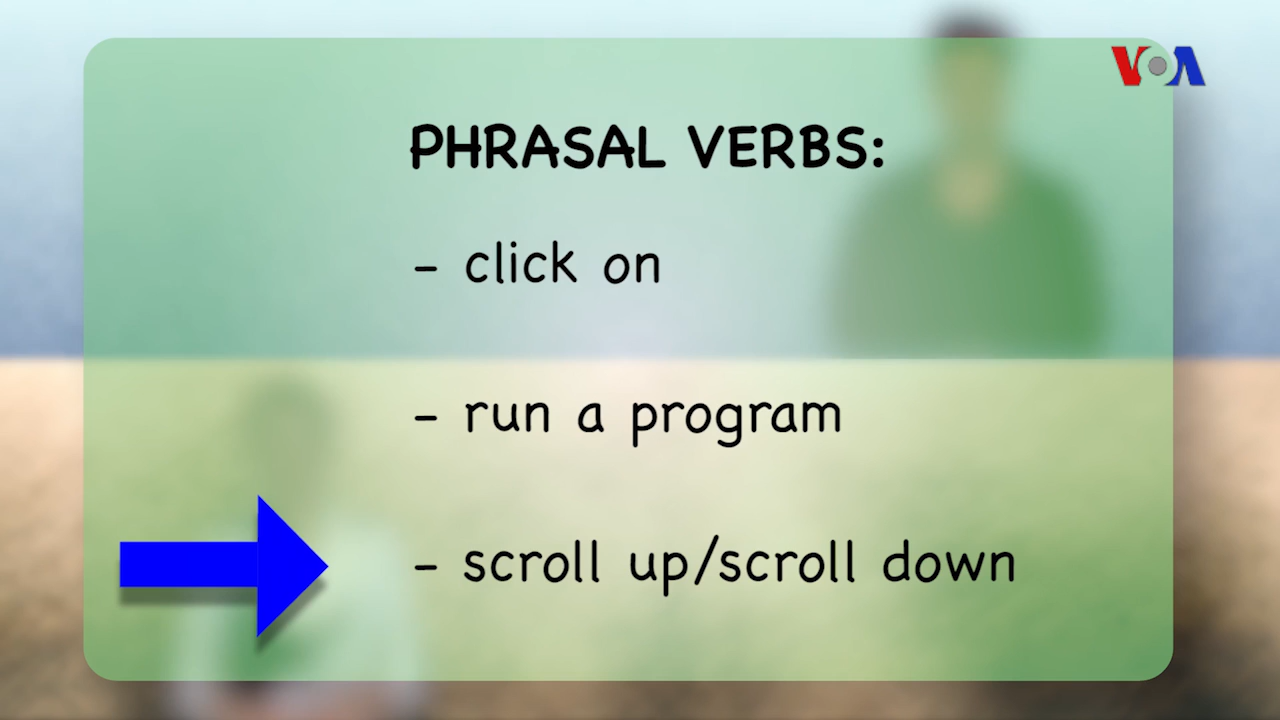 VOA
PHRASAL VERBS:
- click on
- run a program
- scroll up/scroll down